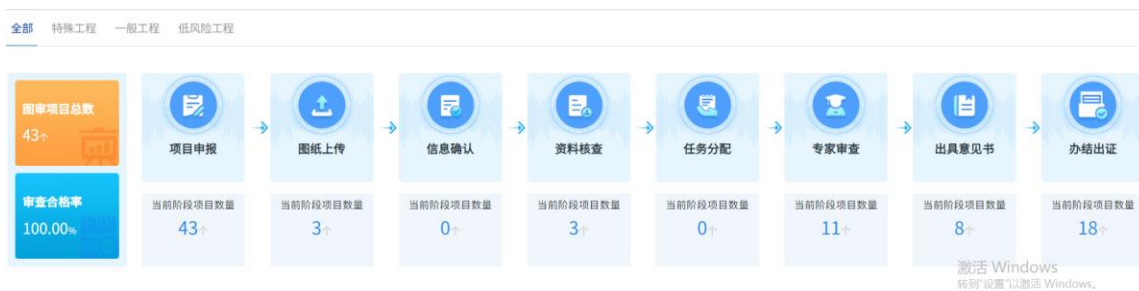 全部 特殊工程 一般工程 低风险工程
图审项目总数
43个
审查合格率
100.00%
项目申报 图纸上传 信息确认 资料核查 任务分配 专家审查 出具意见书 办结出证
当前阶段项目数量 当前阶段项目数量 当前阶段项目数量 当前阶段项目数量 当前阶段项目数量 当前阶段项目数量 当前阶段项目数量 当前阶段项目数量
43个 3个 0个 3个 0个 11个 8个 18个
激活 Windows
转到"设置"以激活 Windows。